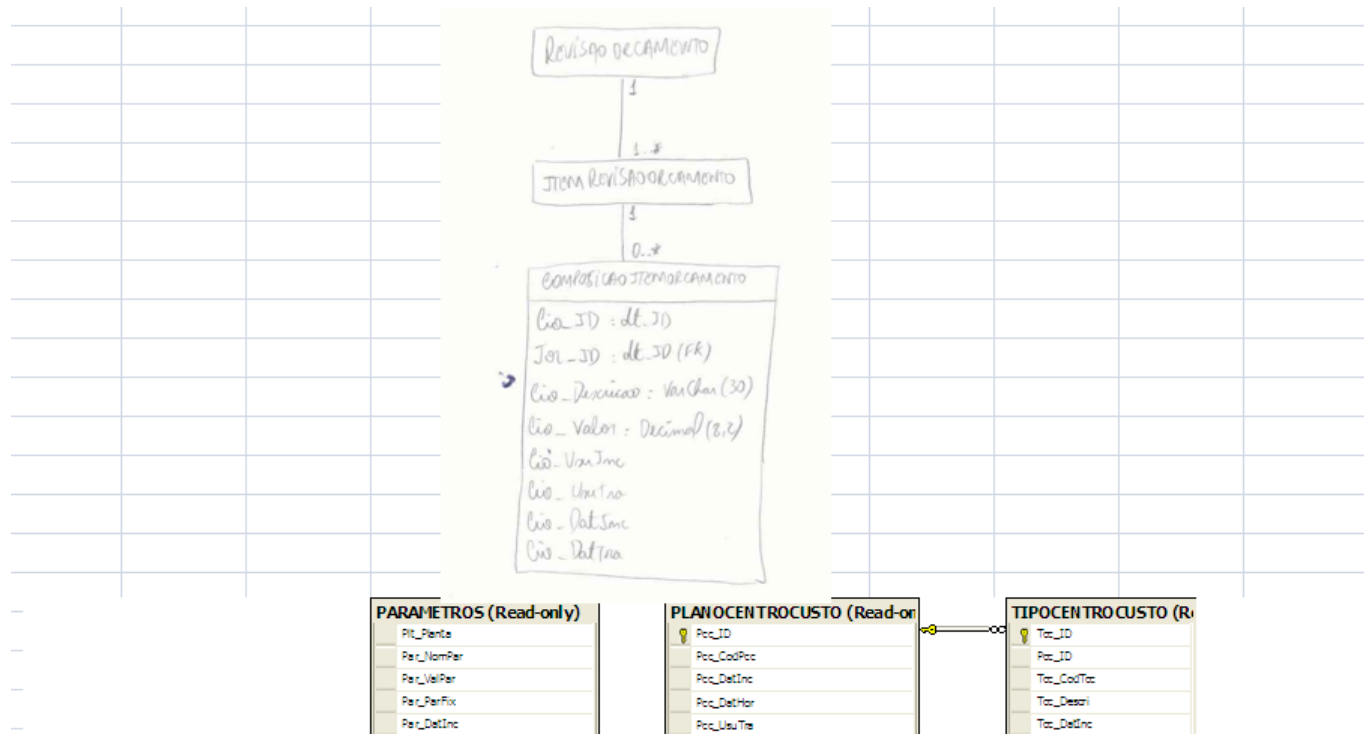 REVISAO ORCAMENTO
1
1..*
ITEM REVISAO ORCAMENTO
1
0..*
COMPOSICAO ITEM ORCAMENTO
Cio_ID : dt_ID
Ior_ID : dt_ID (FK)
Cio_Descricao : VarChar (30)
Cio_Valor : Decimal (8,2)
Cio_UsuInc
Cio_UsuTra
Cio_DatInc
Cio_DatTra
PARAMETROS (Read-only) PLANOCENTROCUSTO (Read-on TIPOCENTROCUSTO (R
Plt_Planta Pcc_ID Tcc_ID
Par_NomPar Pcc_CodPcc Pcc_ID
Par_ValPar Pcc_DatInc Tcc_CodTcc
Par_ParFix Pcc_DatHor Tcc_Descri
Par_DatInc Pcc_UsuTra Tcc_DatInc